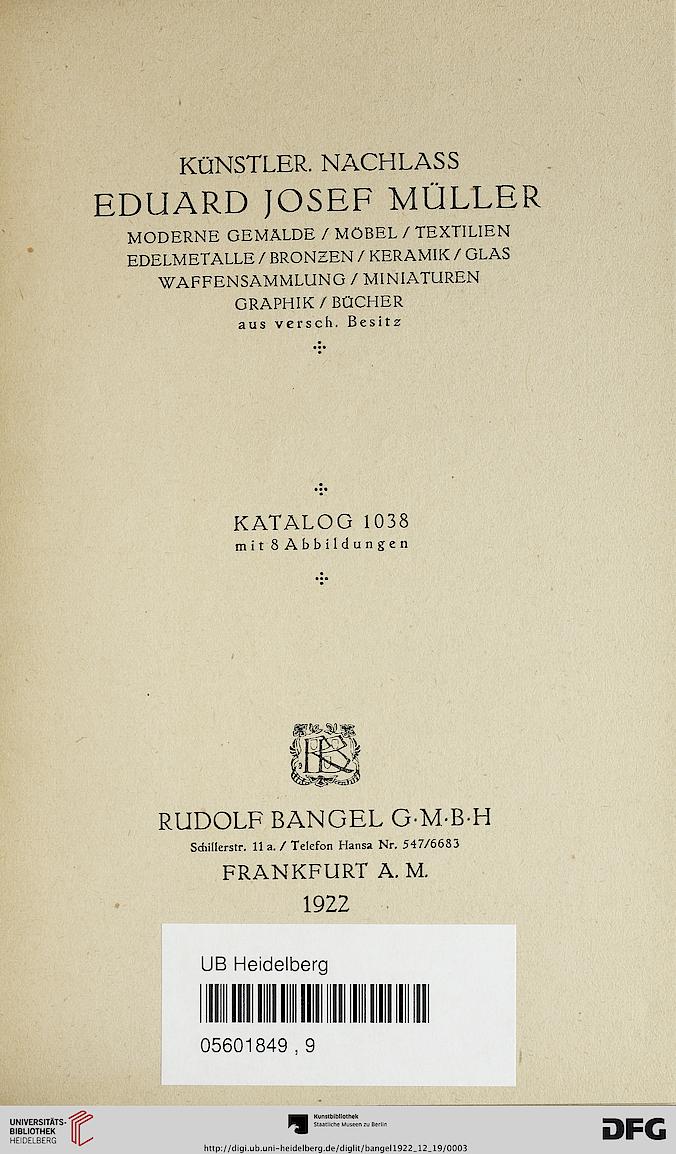 KÜNSTLER. NACHLASS
EDUARD JOSEF MÜLLER
MODERNE GEMÄLDE / MÖBEL / TEXTILIEN
EDELMETALLE / BRONZEN / KERAMIK / GLAS
WAFFENSAMMLUNG / MINIATUREN
GRAPHIK / BÜCHER
aus versch. Besitz
KATALOG 1038
mit 8 Abbildungen
RB
RUDOLF BANGEL G·M·B·H
Schillerstr. 11 a. / Telefon Hansa Nr. 547/6683
FRANKFURT A. M.
1922
UB Heidelberg
05601849 , 9
UNIVERSITÄTS-
BIBLIOTHEK
HEIDELBERG
Kunstbibliothek
Staatliche Museen zu Berlin
DFG
http://digi.ub.uni-heidelberg.de/diglit/bangel1922_12_19/0003